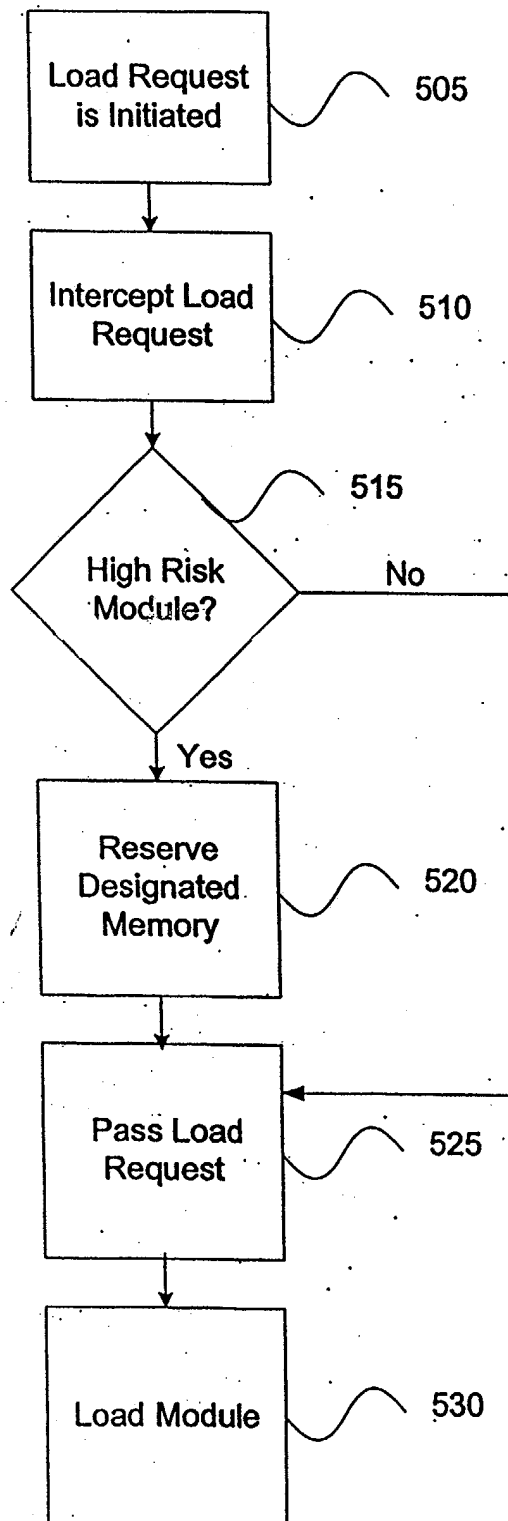 Load Request
is Initiated
505
Intercept Load
Request
510
515
High Risk
Module?
No
Yes
Reserve
Designated
Memory
520
Pass Load
Request
525
Load Module
530